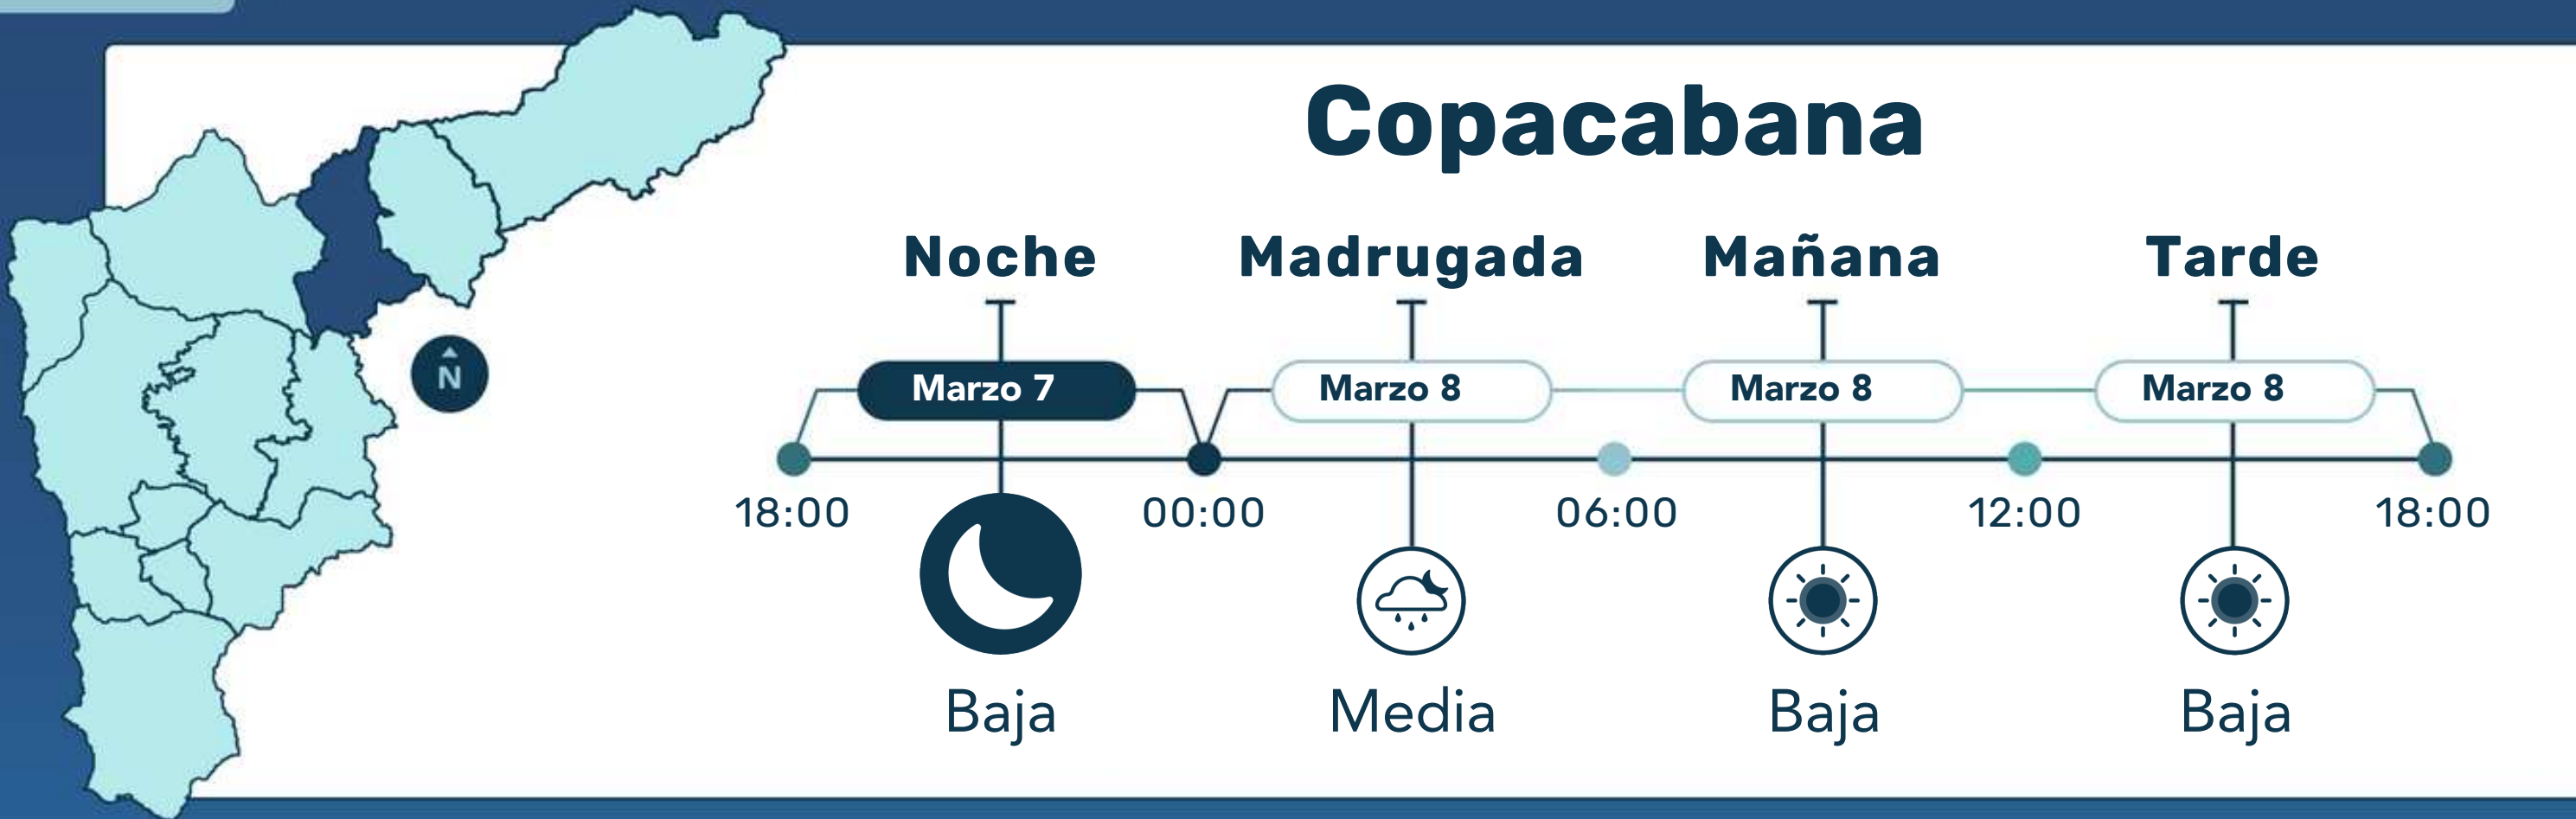 Copacabana
Noche Madrugada Mañana Tarde
Marzo 7 Marzo 8 Marzo 8 Marzo 8
N
18:00 00:00 06:00 12:00 18:00
Baja Media Baja Baja